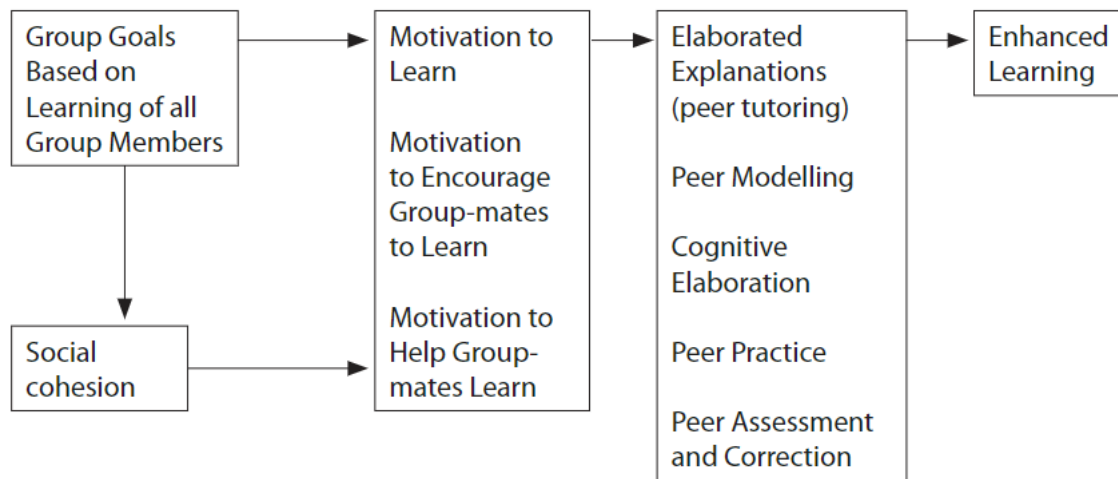 Group Goals
Based on
Learning of all
Group Members
Social
cohesion
Motivation to
Learn
Motivation
to Encourage
Group-mates
to Learn
Motivation to
Help Group-
mates Learn
Elaborated
Explanations
(peer tutoring)
Peer Modelling
Cognitive
Elaboration
Peer Practice
Peer Assessment
and Correction
Enhanced
Learning